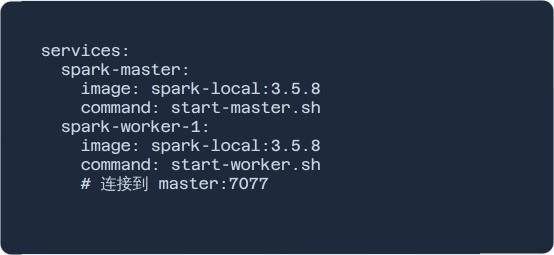 services:
  spark-master:
    image: spark-local:3.5.8
    command: start-master.sh
  spark-worker-1:
    image: spark-local:3.5.8
    command: start-worker.sh
    # 连接到 master:7077